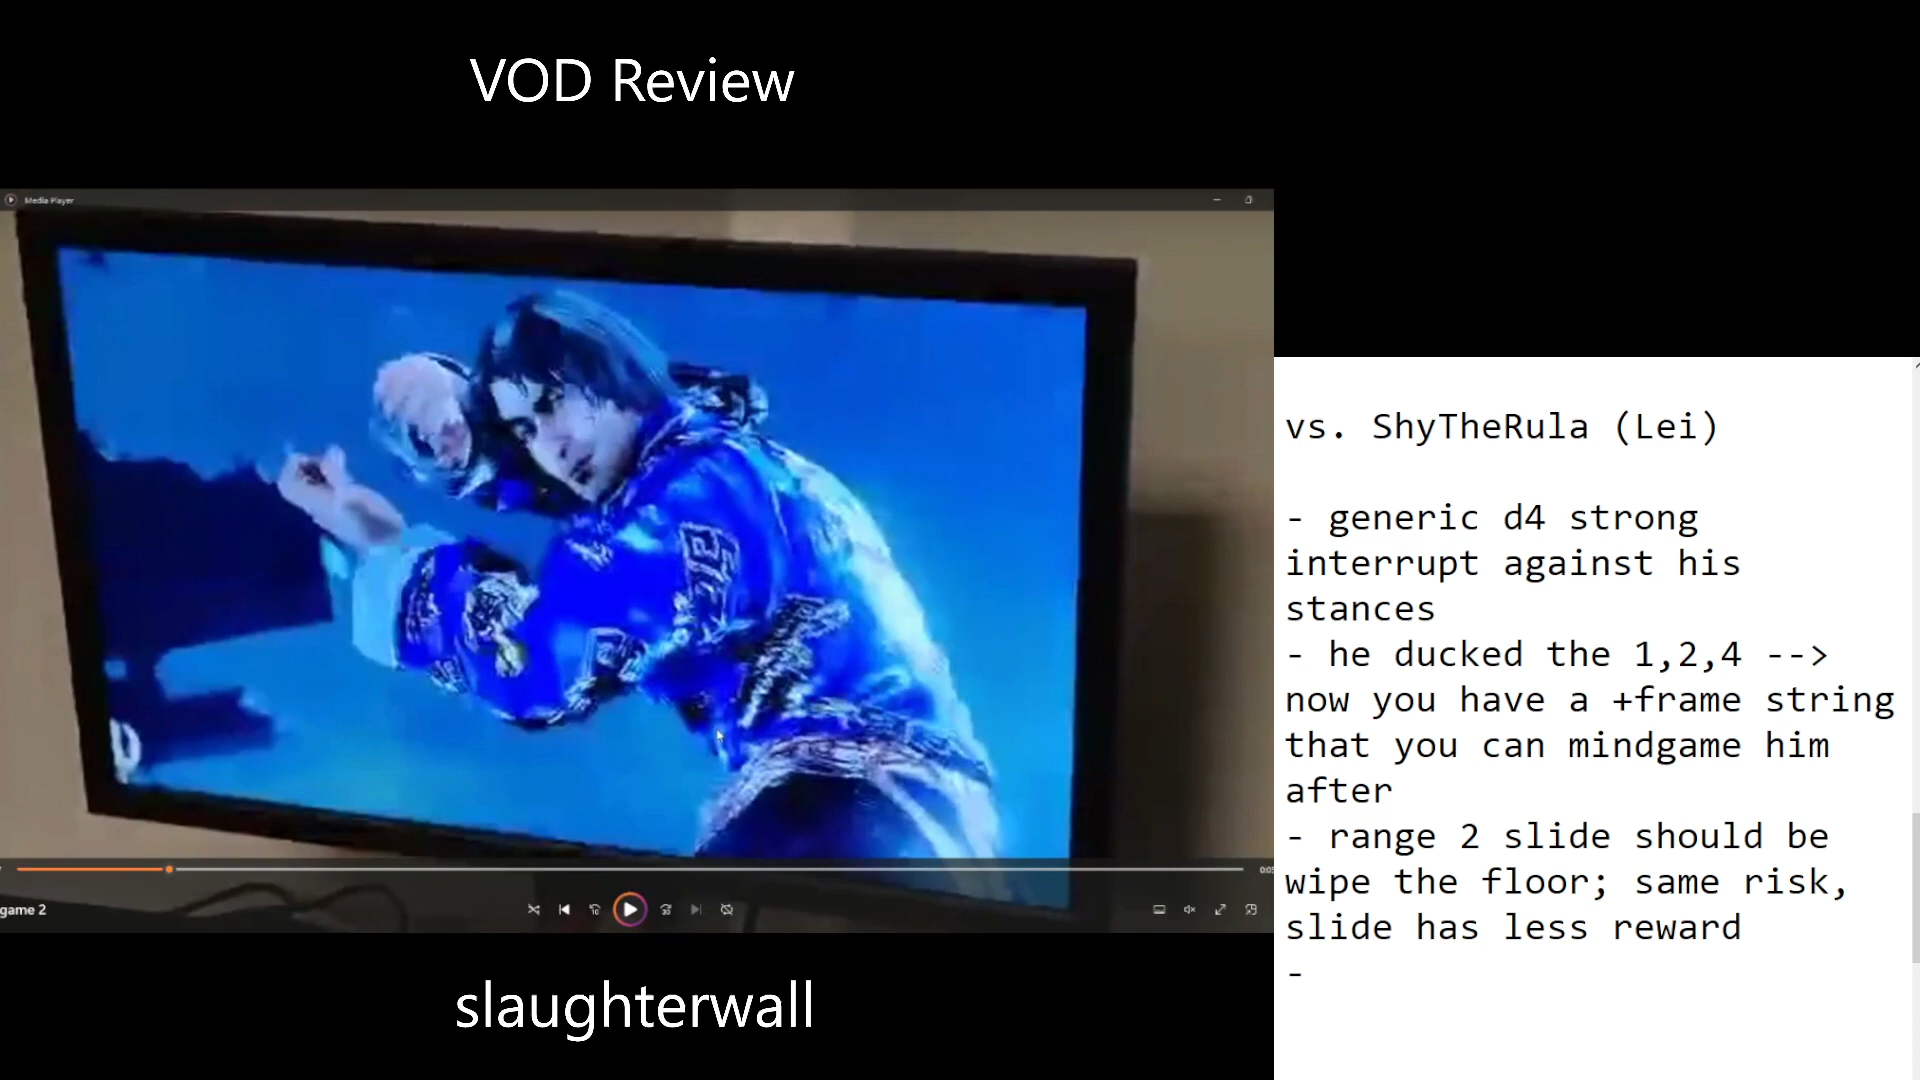 VOD Review
Media Player
vs. ShyTheRula (Lei)
- generic d4 strong
interrupt against his
stances
- he ducked the 1,2,4 -->
now you have a +frame string
that you can mindgame him
after
- range 2 slide should be
wipe the floor; same risk,
slide has less reward
-
game 2
slaughterwall